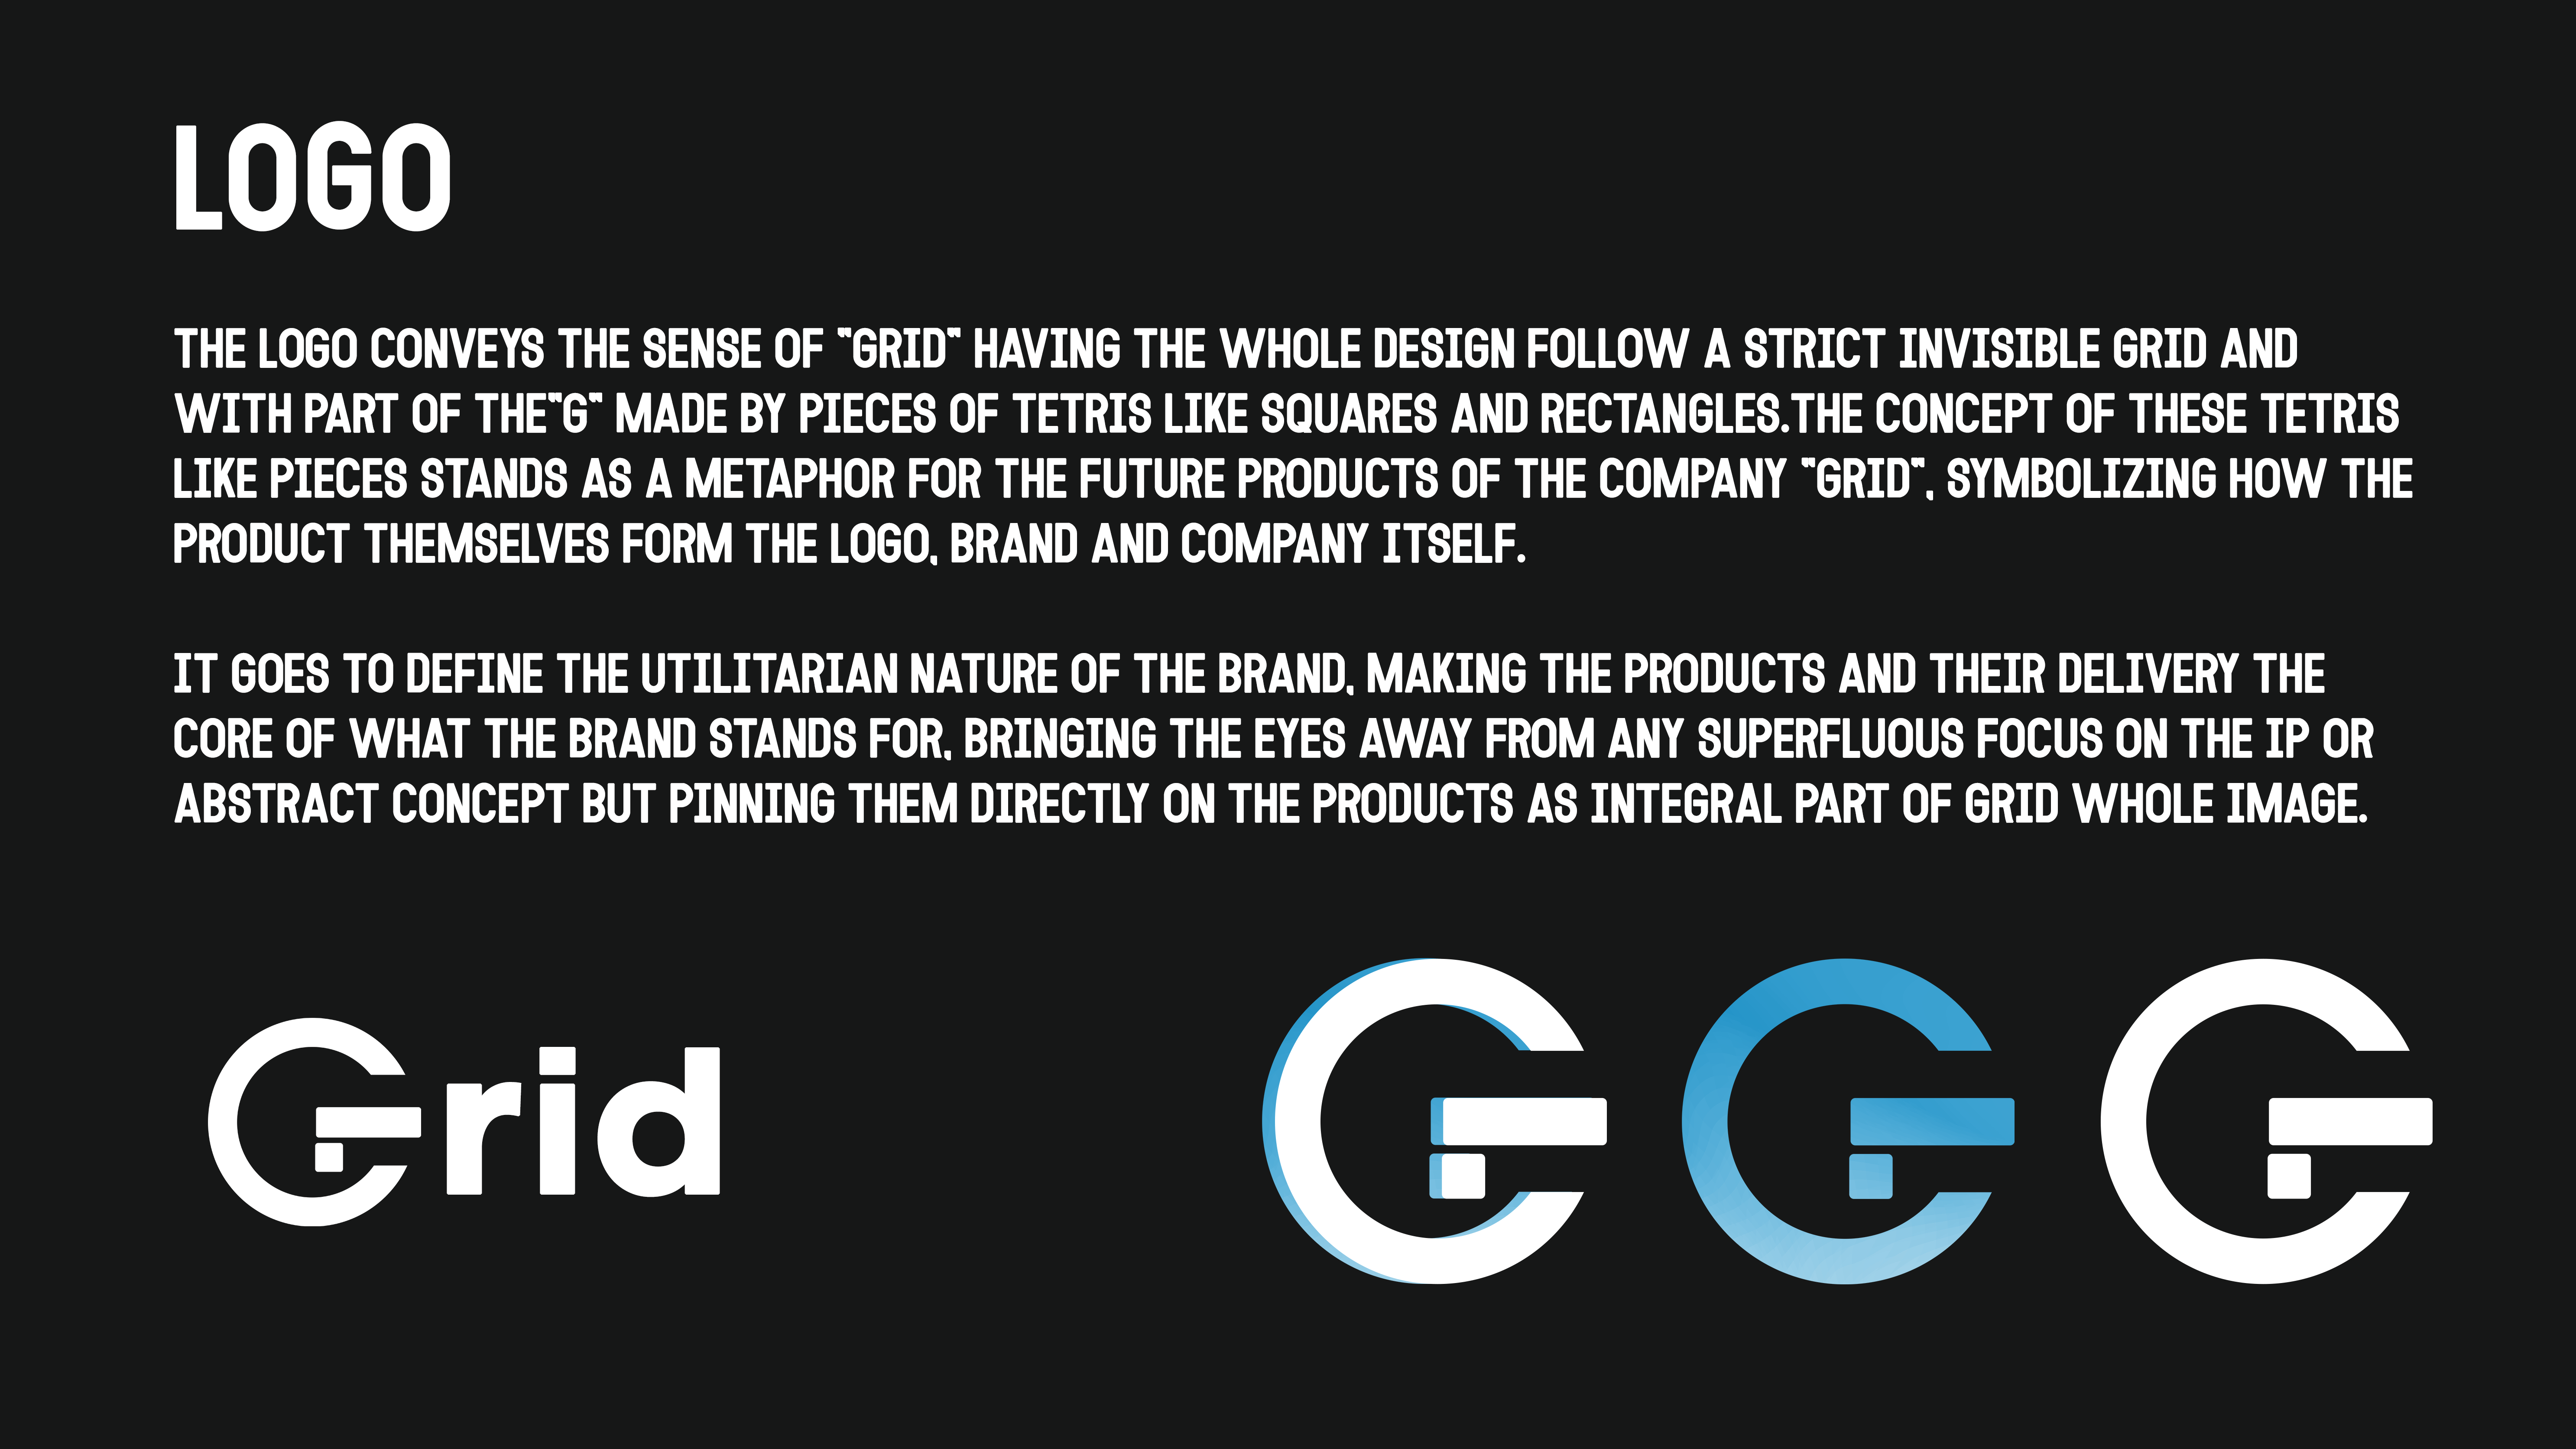 LOGO
THE LOGO CONVEYS THE SENSE OF "GRID" HAVING THE WHOLE DESIGN FOLLOW A STRICT INVISIBLE GRID AND
WITH PART OF THE"G" MADE BY PIECES OF TETRIS LIKE SQUARES AND RECTANGLES.THE CONCEPT OF THESE TETRIS
LIKE PIECES STANDS AS A METAPHOR FOR THE FUTURE PRODUCTS OF THE COMPANY "GRID", SYMBOLIZING HOW THE
PRODUCT THEMSELVES FORM THE LOGO, BRAND AND COMPANY ITSELF.
IT GOES TO DEFINE THE UTILITARIAN NATURE OF THE BRAND, MAKING THE PRODUCTS AND THEIR DELIVERY THE
CORE OF WHAT THE BRAND STANDS FOR, BRINGING THE EYES AWAY FROM ANY SUPERFLUOUS FOCUS ON THE IP OR
ABSTRACT CONCEPT BUT PINNING THEM DIRECTLY ON THE PRODUCTS AS INTEGRAL PART OF GRID WHOLE IMAGE.
Grid
G G G